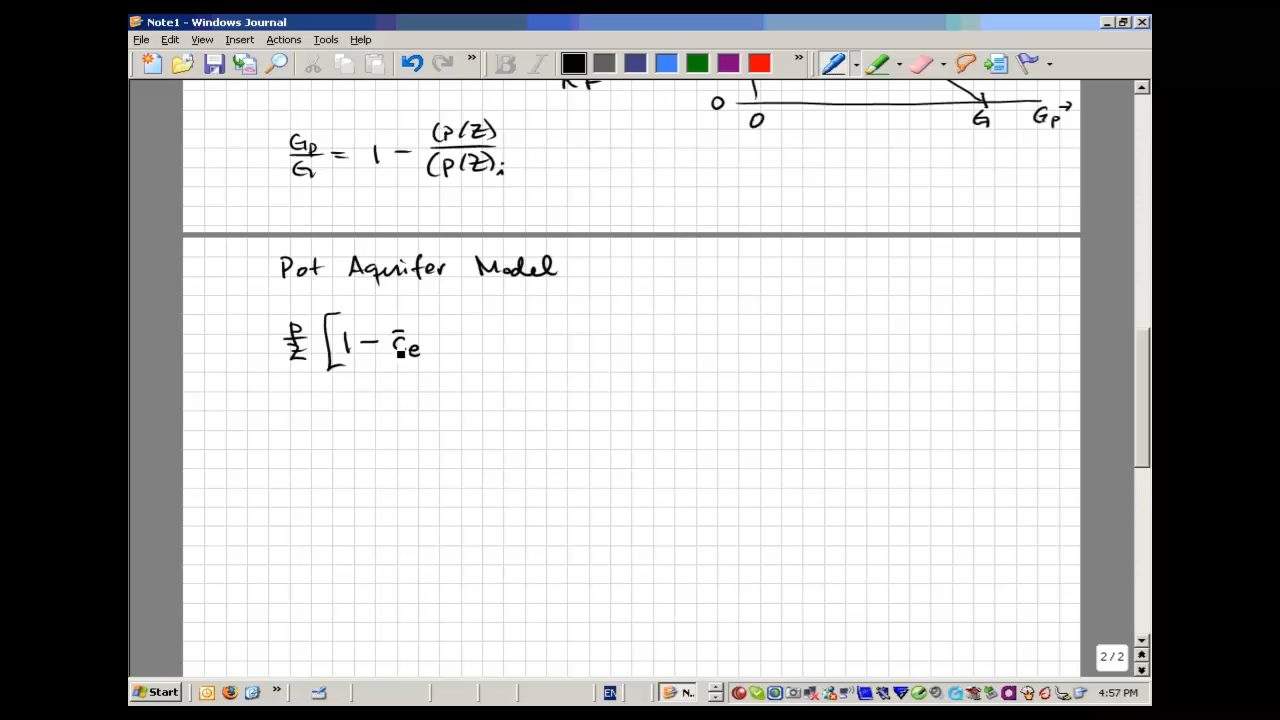 Note1 - Windows Journal
File Edit View Insert Actions Tools Help
B I
RF
0
0 G Gp→
Gp/G = 1 - (p/Z)/(p/Z)i
Pot Aquifer Model
p/Z [1 - c̄e
2/2
Start EN N.. 4:57 PM